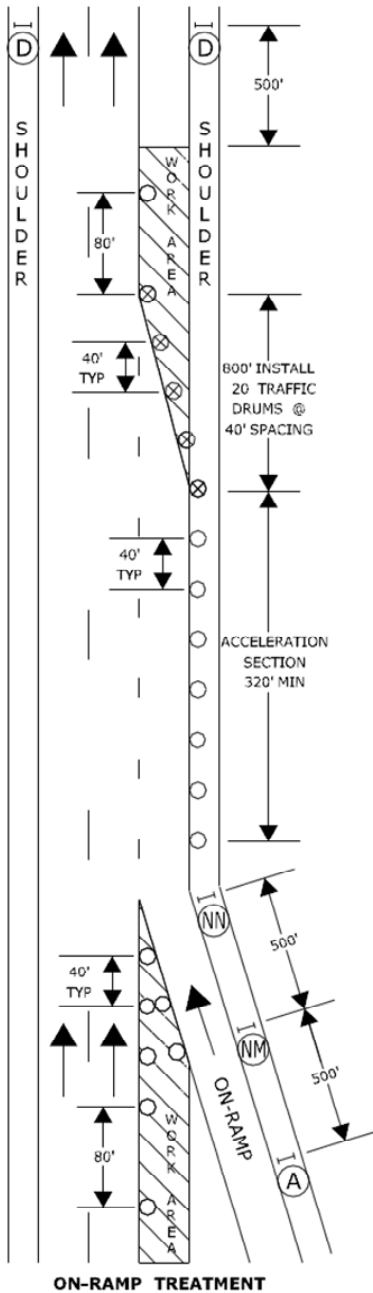 D
D
500'
SHOULDER
WORK AREA
SHOULDER
80'
40'
TYP
800' INSTALL
20 TRAFFIC
DRUMS @
40' SPACING
40'
TYP
ACCELERATION
SECTION
320' MIN
NN
500'
40'
TYP
NM
500'
ON-RAMP
80'
WORK AREA
A
ON-RAMP TREATMENT